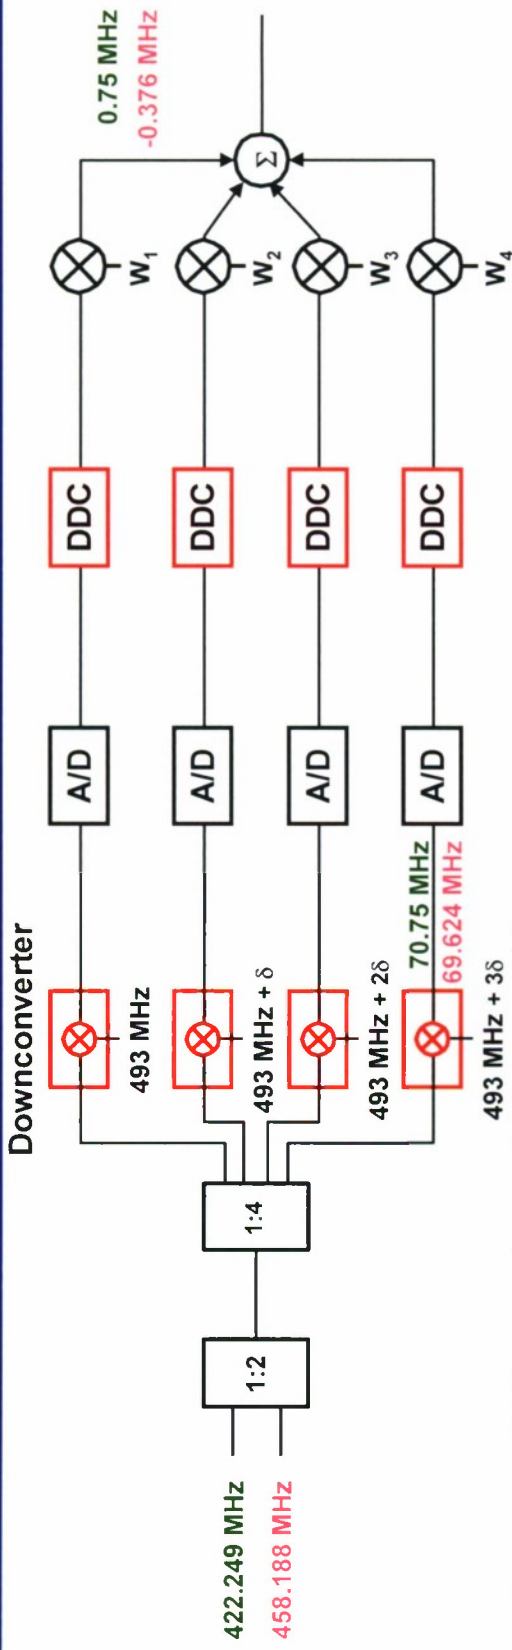 Downconverter
422.249 MHz
458.188 MHz
1:2
1:4
493 MHz
493 MHz + δ
493 MHz + 2δ
493 MHz + 3δ
70.75 MHz
69.624 MHz
A/D
A/D
A/D
A/D
DDC
DDC
DDC
DDC
W1
W2
W3
W4
Σ
0.75 MHz
-0.376 MHz